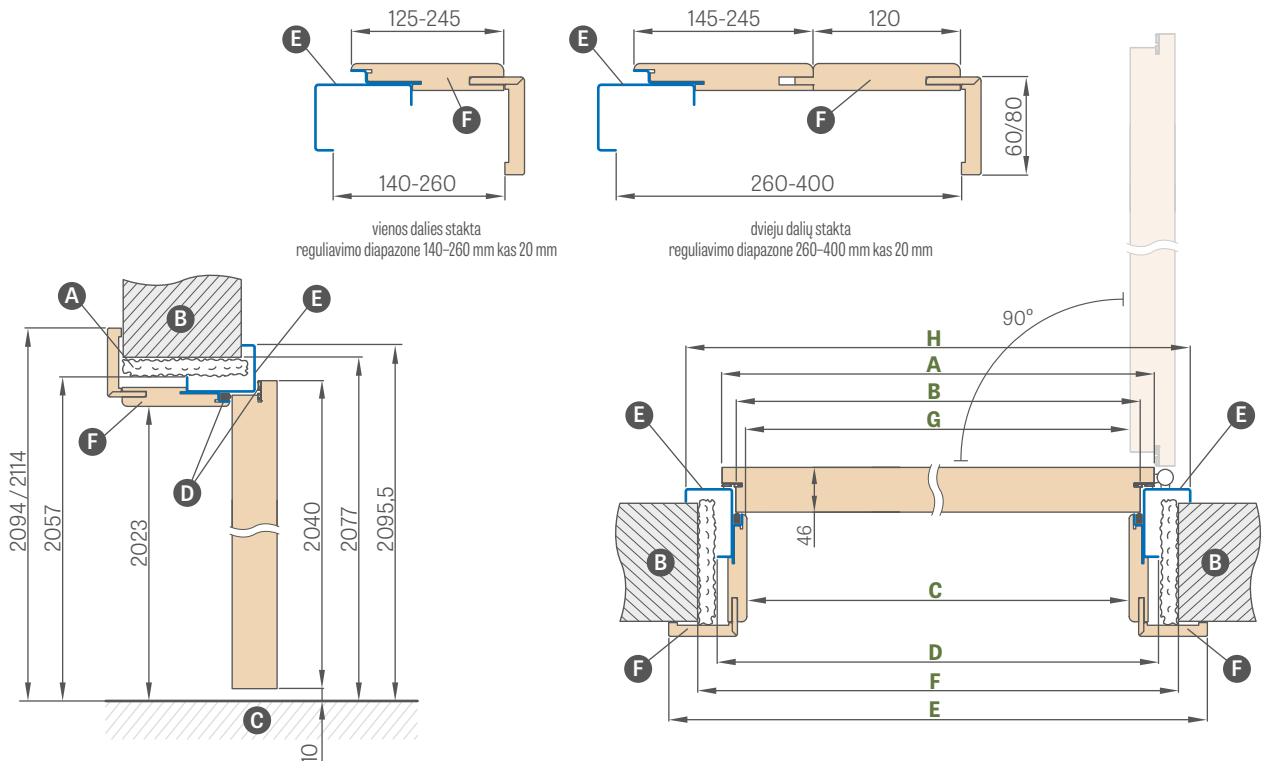 125-245
145-245
120
E
E
F
F
60/80
140-260
260-400
vienos dalies stakta
reguliavimo diapazone 140–260 mm kas 20 mm
dvieju dalių stakta
reguliavimo diapazone 260–400 mm kas 20 mm
A
B
E
F
D
C
2094 / 2114
2057
2023
2040
2077
2095,5
10
90°
H
A
B
G
E
E
46
B
B
C
D
F
F
F
E